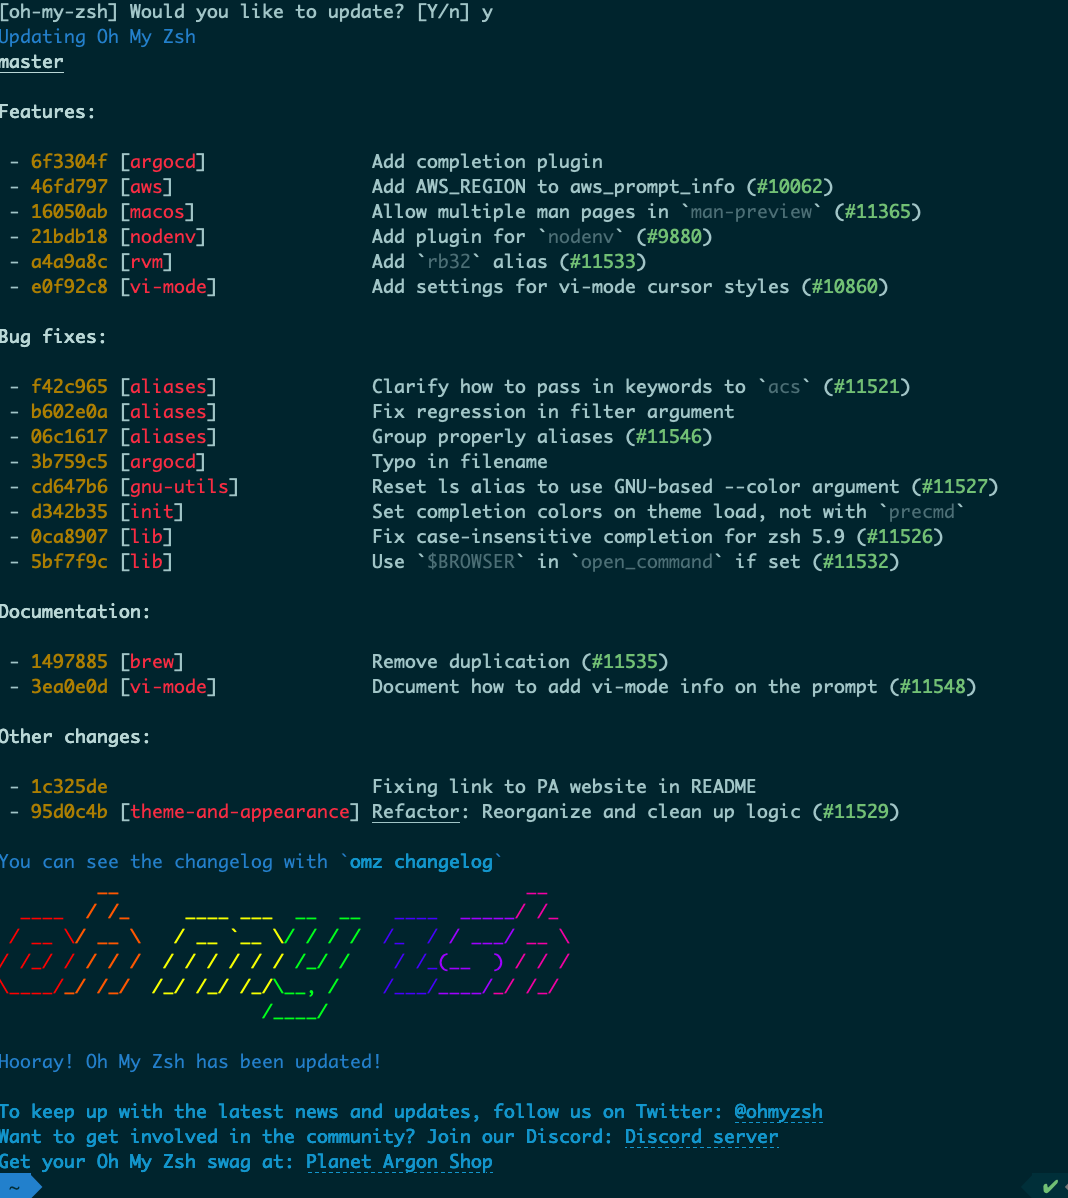 [oh-my-zsh] Would you like to update? [Y/n] y
Updating Oh My Zsh
master
Features:
- 6f3304f [argocd] Add completion plugin
- 46fd797 [aws] Add AWS_REGION to aws_prompt_info (#10062)
- 16050ab [macos] Allow multiple man pages in `man-preview` (#11365)
- 21bdb18 [nodenv] Add plugin for `nodenv` (#9880)
- a4a9a8c [rvm] Add `rb32` alias (#11533)
- e0f92c8 [vi-mode] Add settings for vi-mode cursor styles (#10860)
Bug fixes:
- f42c965 [aliases] Clarify how to pass in keywords to `acs` (#11521)
- b602e0a [aliases] Fix regression in filter argument
- 06c1617 [aliases] Group properly aliases (#11546)
- 3b759c5 [argocd] Typo in filename
- cd647b6 [gnu-utils] Reset ls alias to use GNU-based --color argument (#11527)
- d342b35 [init] Set completion colors on theme load, not with `precmd`
- 0ca8907 [lib] Fix case-insensitive completion for zsh 5.9 (#11526)
- 5bf7f9c [lib] Use `$BROWSER` in `open_command` if set (#11532)
Documentation:
- 1497885 [brew] Remove duplication (#11535)
- 3ea0e0d [vi-mode] Document how to add vi-mode info on the prompt (#11548)
Other changes:
- 1c325de Fixing link to PA website in README
- 95d0c4b [theme-and-appearance] Refactor: Reorganize and clean up logic (#11529)
You can see the changelog with `omz changelog`
oh my zsh
Hooray! Oh My Zsh has been updated!
To keep up with the latest news and updates, follow us on Twitter: @ohmyzsh
Want to get involved in the community? Join our Discord: Discord server
Get your Oh My Zsh swag at: Planet Argon Shop
~ ✔